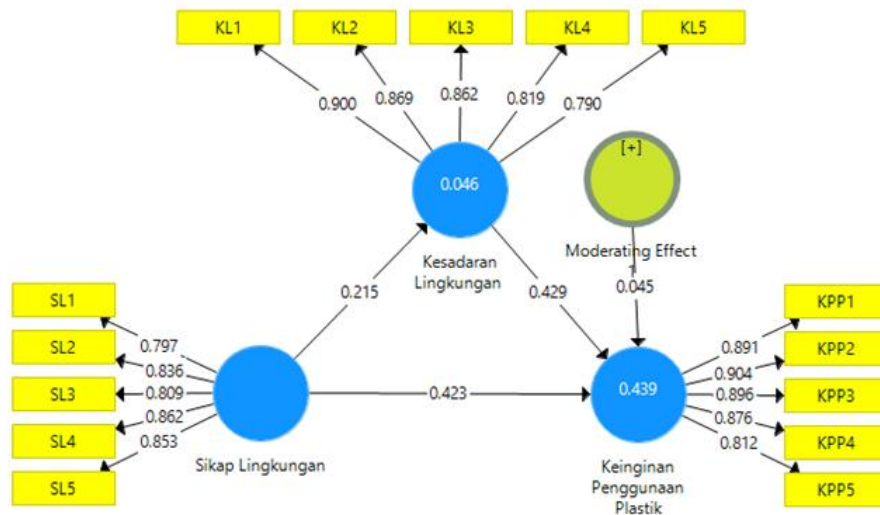 KL1 KL2 KL3 KL4 KL5
0.900 0.869 0.862 0.819 0.790
[+]
0.046
Kesadaran
Lingkungan
Moderating Effect
1
0.215
0.429
0.045
SL1
SL2
SL3
SL4
SL5
0.797
0.836
0.809
0.862
0.853
Sikap Lingkungan
0.423
0.439
Keinginan
Penggunaan
Plastik
0.891
0.904
0.896
0.876
0.812
KPP1
KPP2
KPP3
KPP4
KPP5